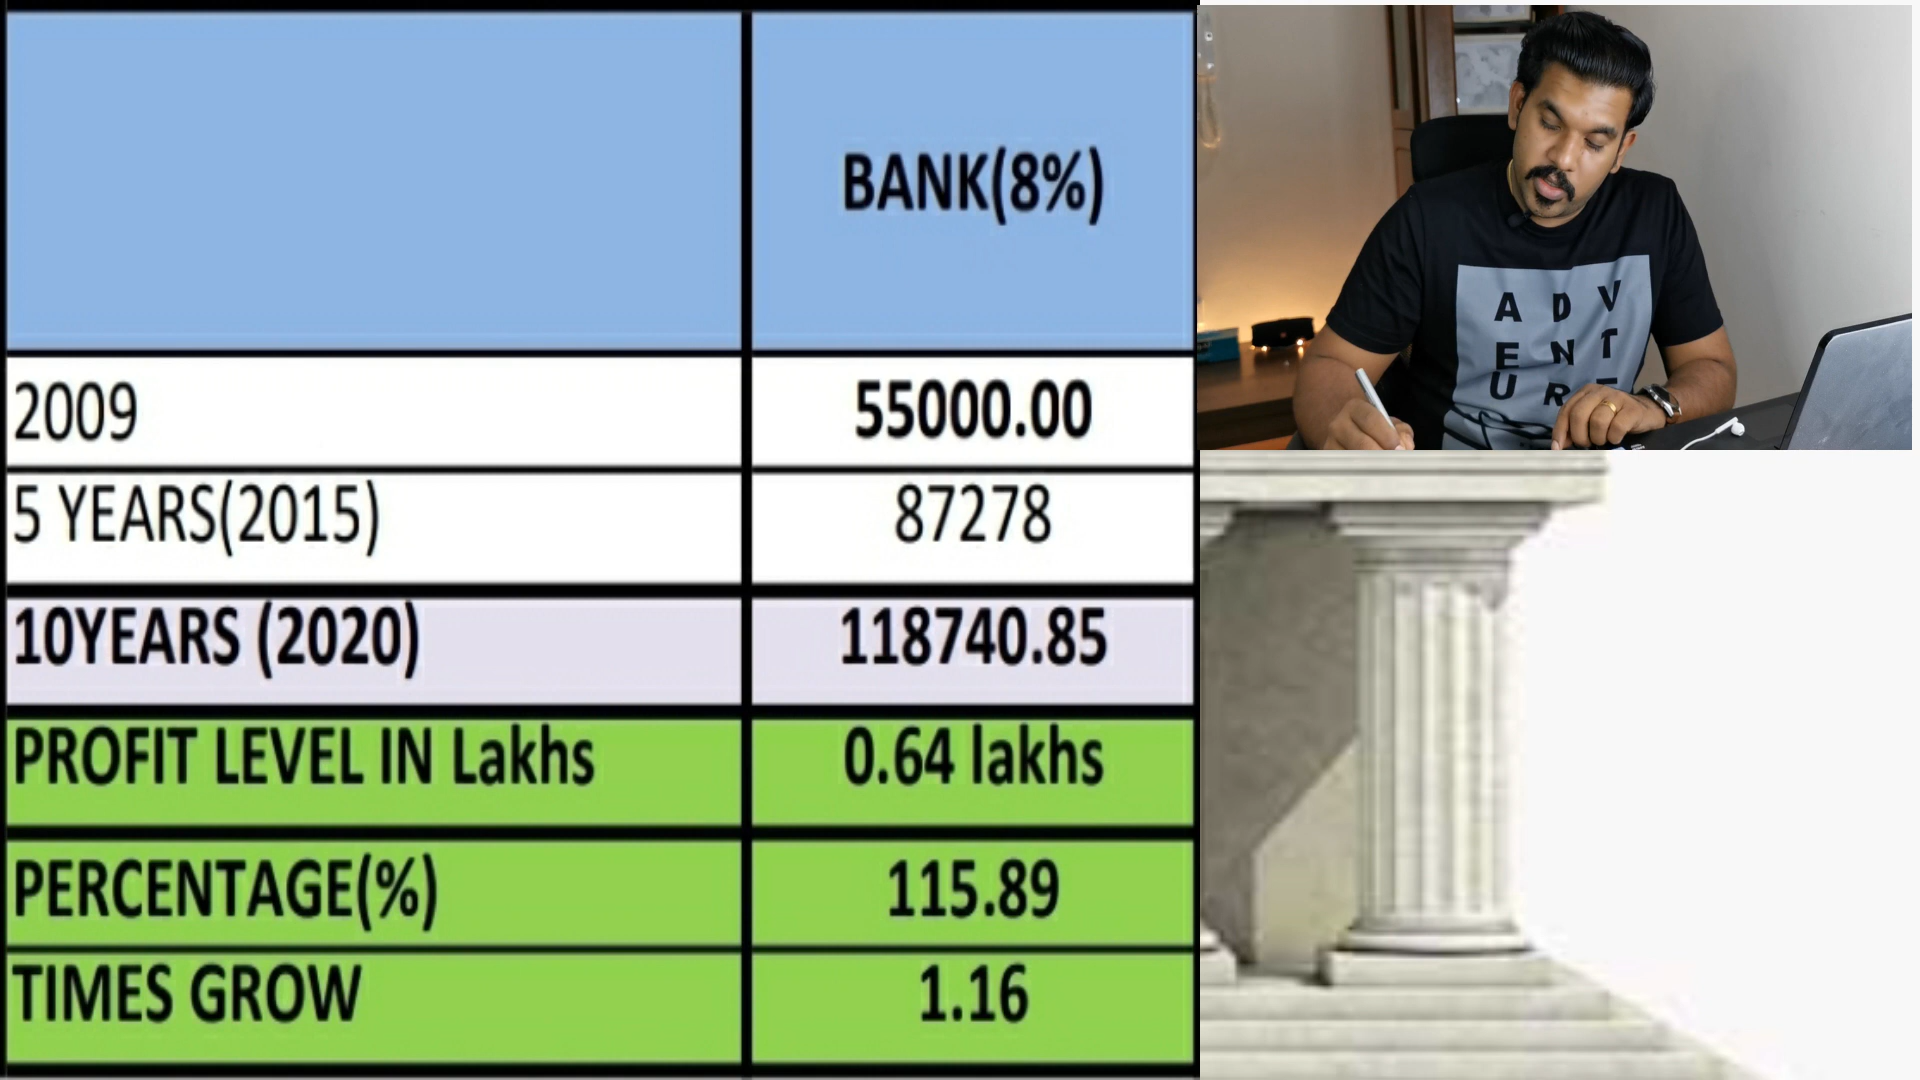 BANK(8%)
2009 55000.00
5 YEARS(2015) 87278
10YEARS (2020) 118740.85
PROFIT LEVEL IN Lakhs 0.64 lakhs
PERCENTAGE(%) 115.89
TIMES GROW 1.16
A D V
E N T
U R E